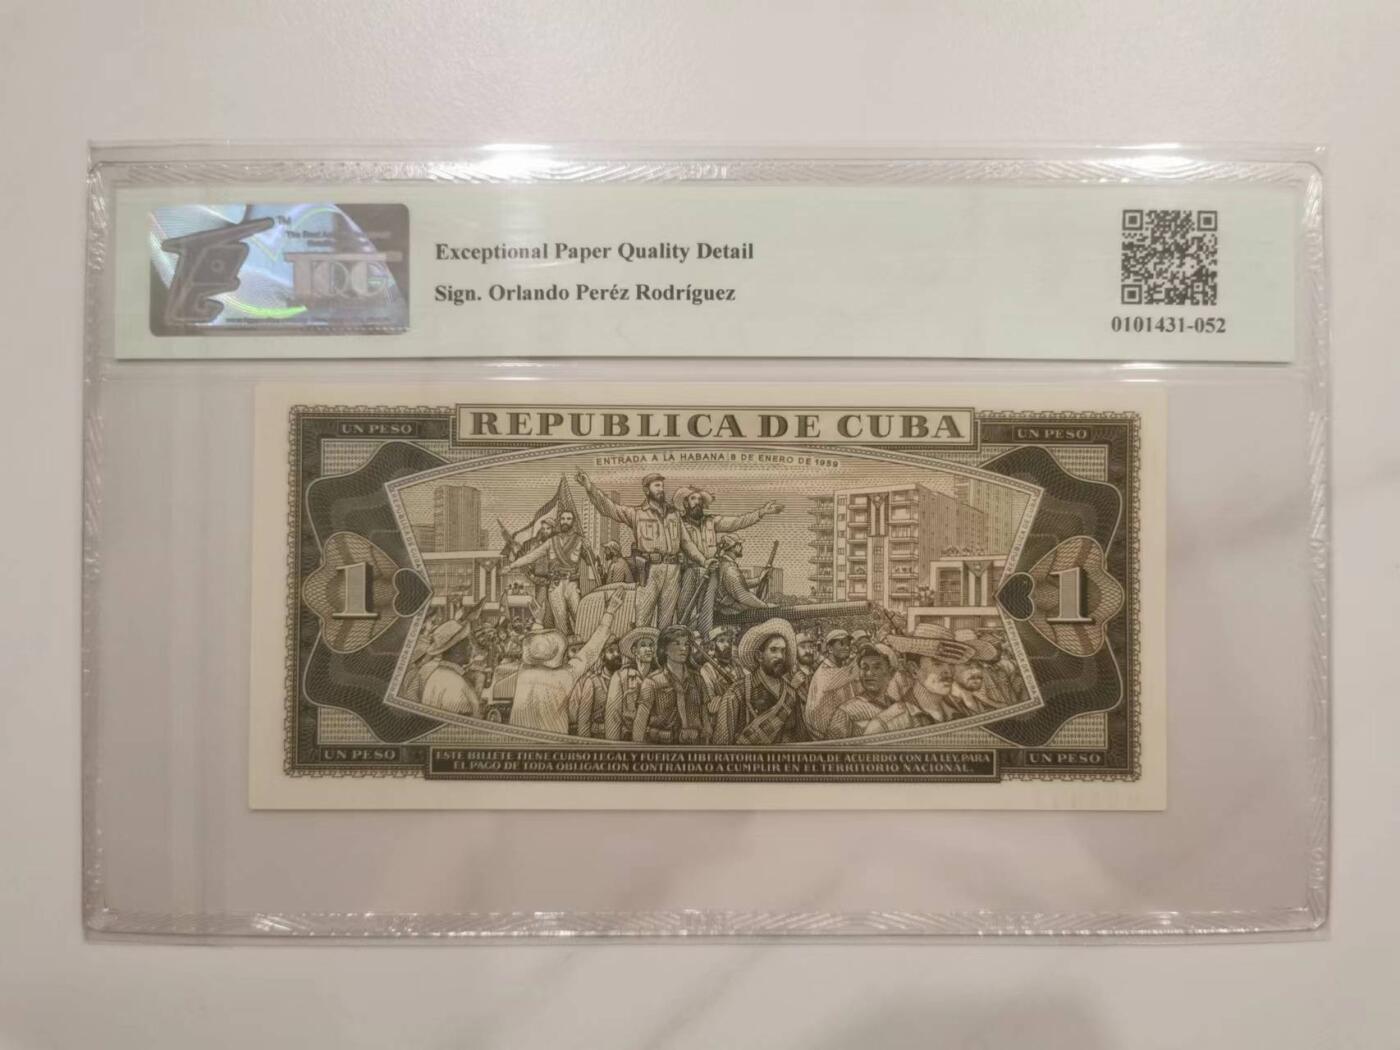 TM
TQG
Exceptional Paper Quality Detail
Sign. Orlando Peréz Rodríguez
0101431-052
REPUBLICA DE CUBA
UN PESO
UN PESO
ENTRADA A LA HABANA 8 DE ENERO DE 1959
1
1
UN PESO
UN PESO
ESTE BILLETE TIENE CURSO LEGAL Y FUERZA LIBERATORIA ILIMITADA, DE ACUERDO CON LA LEY, PARA
EL PAGO DE TODA OBLIGACION CONTRAIDA O A CUMPLIR EN EL TERRITORIO NACIONAL.